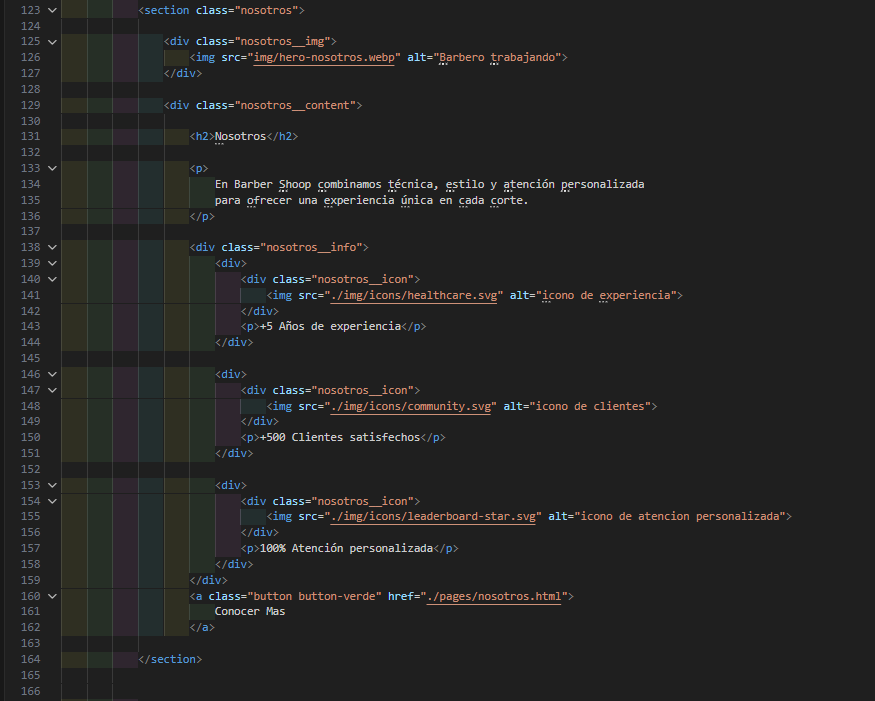 123 <section class="nosotros">
124
125 <div class="nosotros__img">
126 <img src="img/hero-nosotros.webp" alt="Barbero trabajando">
127 </div>
128
129 <div class="nosotros__content">
130
131 <h2>Nosotros</h2>
132
133 <p>
134 En Barber Shoop combinamos técnica, estilo y atención personalizada
135 para ofrecer una experiencia única en cada corte.
136 </p>
137
138 <div class="nosotros__info">
139 <div>
140 <div class="nosotros__icon">
141 <img src="./img/icons/healthcare.svg" alt="icono de experiencia">
142 </div>
143 <p>+5 Años de experiencia</p>
144 </div>
145
146 <div>
147 <div class="nosotros__icon">
148 <img src="./img/icons/community.svg" alt="icono de clientes">
149 </div>
150 <p>+500 Clientes satisfechos</p>
151 </div>
152
153 <div>
154 <div class="nosotros__icon">
155 <img src="./img/icons/leaderboard-star.svg" alt="icono de atencion personalizada">
156 </div>
157 <p>100% Atención personalizada</p>
158 </div>
159 </div>
160 <a class="button button-verde" href="./pages/nosotros.html">
161 Conocer Mas
162 </a>
163
164 </section>
165
166